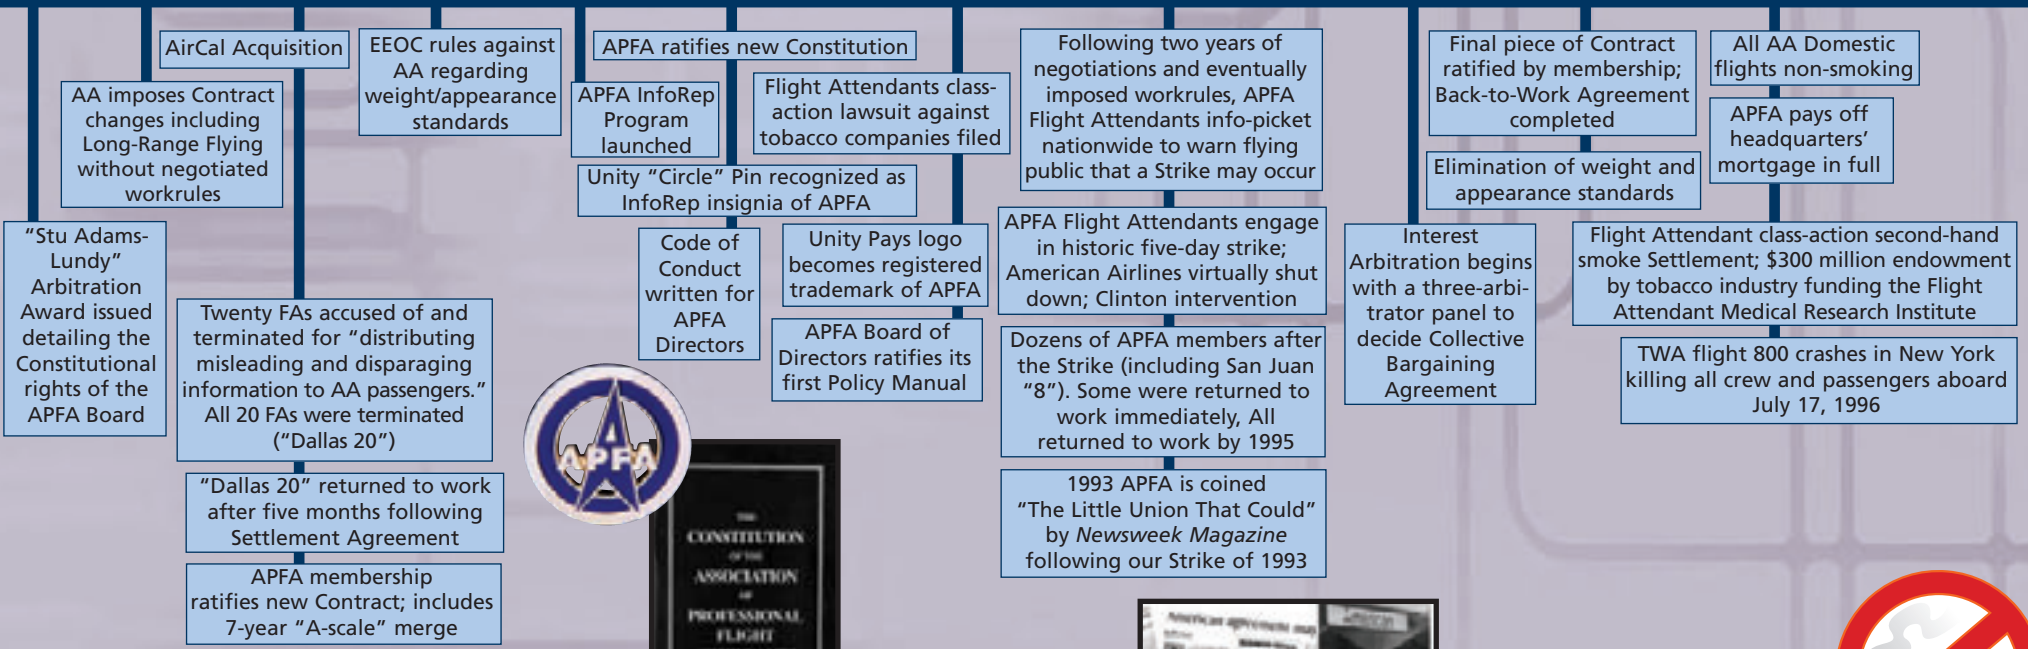 "Stu Adams-
Lundy"
Arbitration
Award issued
detailing the
Constitutional
rights of the
APFA Board
AA imposes Contract
changes including
Long-Range Flying
without negotiated
workrules
AirCal Acquisition
Twenty FAs accused of and
terminated for "distributing
misleading and disparaging
information to AA passengers."
All 20 FAs were terminated
("Dallas 20")
"Dallas 20" returned to work
after five months following
Settlement Agreement
APFA membership
ratifies new Contract; includes
7-year "A-scale" merge
EEOC rules against
AA regarding
weight/appearance
standards
APFA InfoRep
Program
launched
APFA ratifies new Constitution
Unity "Circle" Pin recognized as
InfoRep insignia of APFA
Code of
Conduct
written for
APFA
Directors
APFA
THE
CONSTITUTION
OF THE
ASSOCIATION
OF
PROFESSIONAL
FLIGHT
Flight Attendants class-
action lawsuit against
tobacco companies filed
Unity Pays logo
becomes registered
trademark of APFA
APFA Board of
Directors ratifies its
first Policy Manual
Following two years of
negotiations and eventually
imposed workrules, APFA
Flight Attendants info-picket
nationwide to warn flying
public that a Strike may occur
APFA Flight Attendants engage
in historic five-day strike;
American Airlines virtually shut
down; Clinton intervention
Dozens of APFA members after
the Strike (including San Juan
"8"). Some were returned to
work immediately, All
returned to work by 1995
1993 APFA is coined
"The Little Union That Could"
by Newsweek Magazine
following our Strike of 1993
American agreement may
American
Interest
Arbitration begins
with a three-arbi-
trator panel to
decide Collective
Bargaining
Agreement
Final piece of Contract
ratified by membership;
Back-to-Work Agreement
completed
Elimination of weight and
appearance standards
All AA Domestic
flights non-smoking
APFA pays off
headquarters'
mortgage in full
Flight Attendant class-action second-hand
smoke Settlement; $300 million endowment
by tobacco industry funding the Flight
Attendant Medical Research Institute
TWA flight 800 crashes in New York
killing all crew and passengers aboard
July 17, 1996